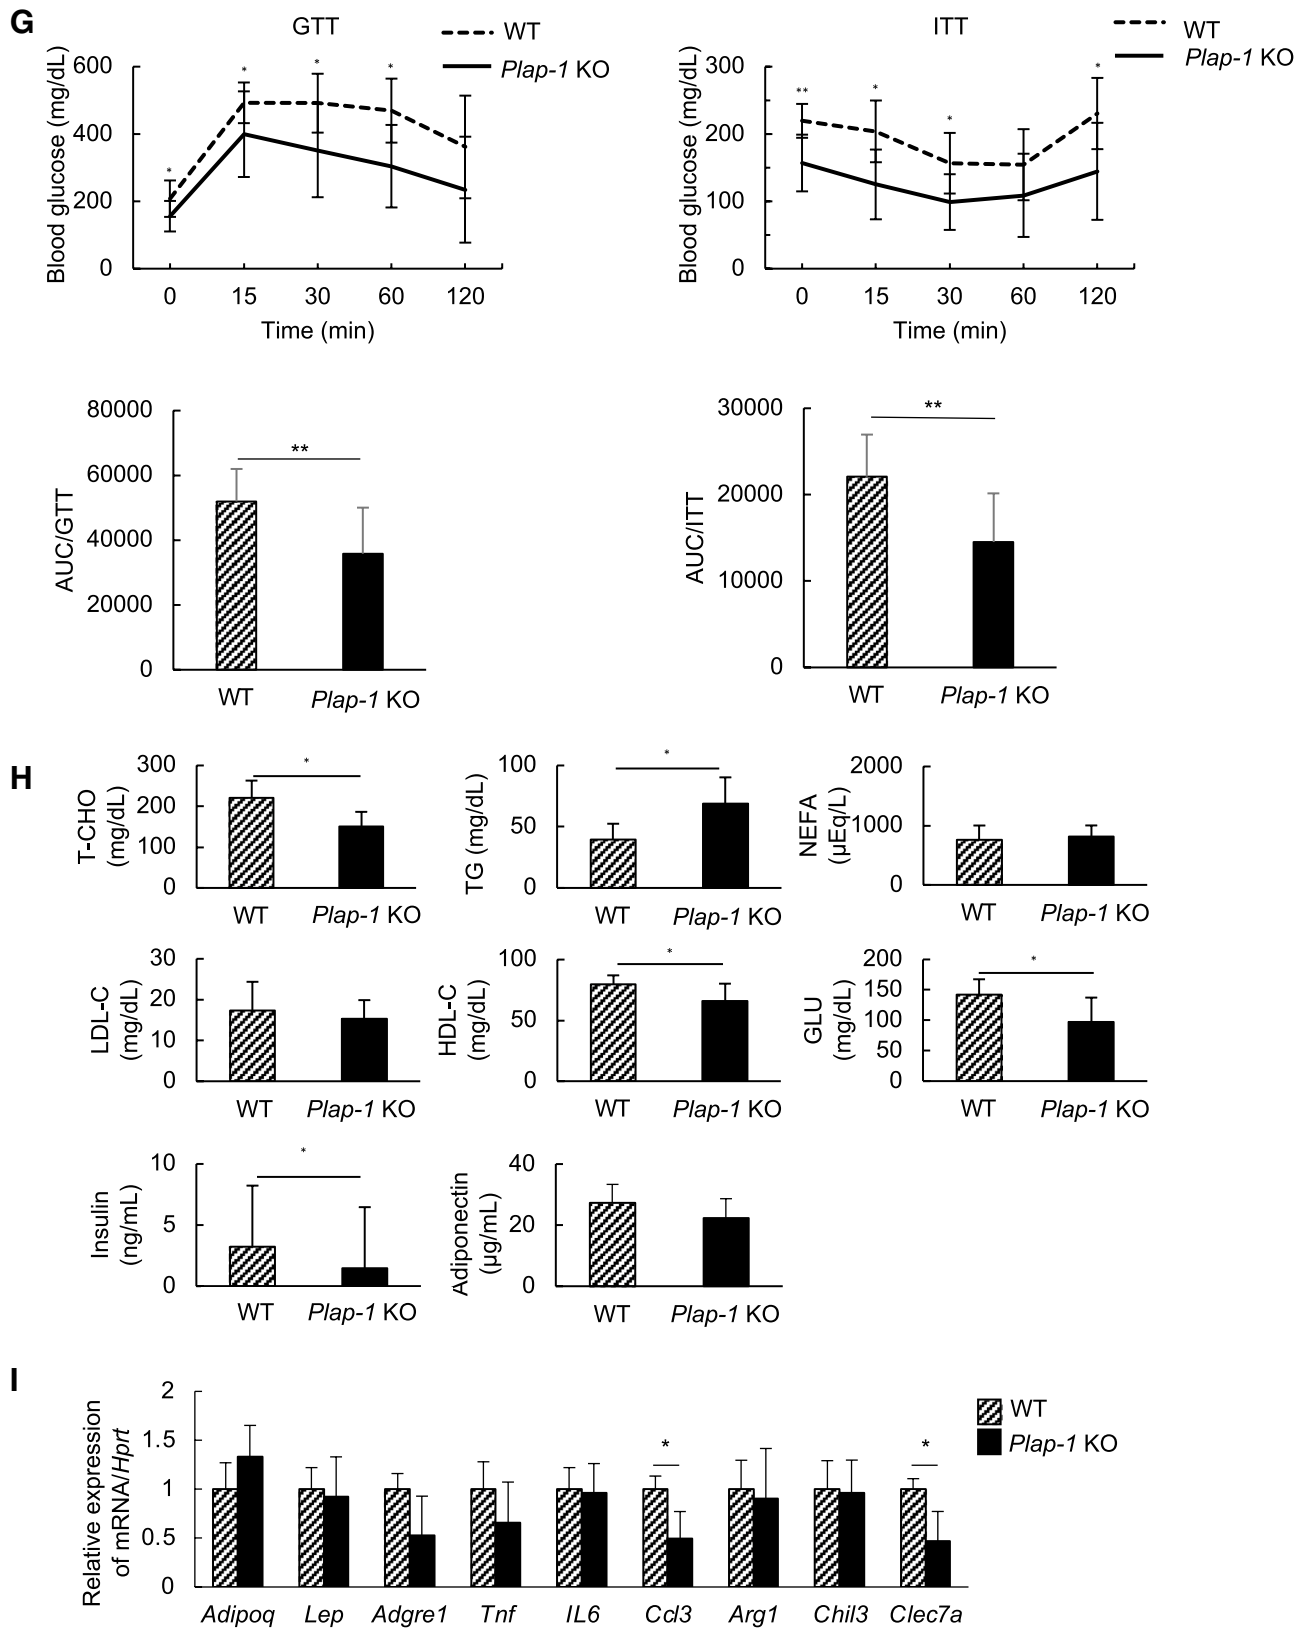 G
GTT
WT
Plap-1 KO
Blood glucose (mg/dL)
600
400
200
0
* * * *
0 15 30 60 120
Time (min)
ITT
WT
Plap-1 KO
Blood glucose (mg/dL)
300
200
100
0
** * * *
0 15 30 60 120
Time (min)
AUC/GTT
80000
60000
40000
20000
0
**
WT Plap-1 KO
AUC/ITT
30000
20000
10000
0
**
WT Plap-1 KO
H
T-CHO
(mg/dL)
300
200
100
0
*
WT Plap-1 KO
TG (mg/dL)
100
50
0
*
WT Plap-1 KO
NEFA
(µEq/L)
2000
1000
0
WT Plap-1 KO
LDL-C
(mg/dL)
30
20
10
0
WT Plap-1 KO
HDL-C
(mg/dL)
100
50
0
*
WT Plap-1 KO
GLU
(mg/dL)
200
150
100
50
0
*
WT Plap-1 KO
Insulin
(ng/mL)
10
5
0
*
WT Plap-1 KO
Adiponectin
(µg/mL)
40
20
0
WT Plap-1 KO
I
Relative expression
of mRNA/Hprt
2
1.5
1
0.5
0
* *
WT
Plap-1 KO
Adipoq Lep Adgre1 Tnf IL6 Ccl3 Arg1 Chil3 Clec7a